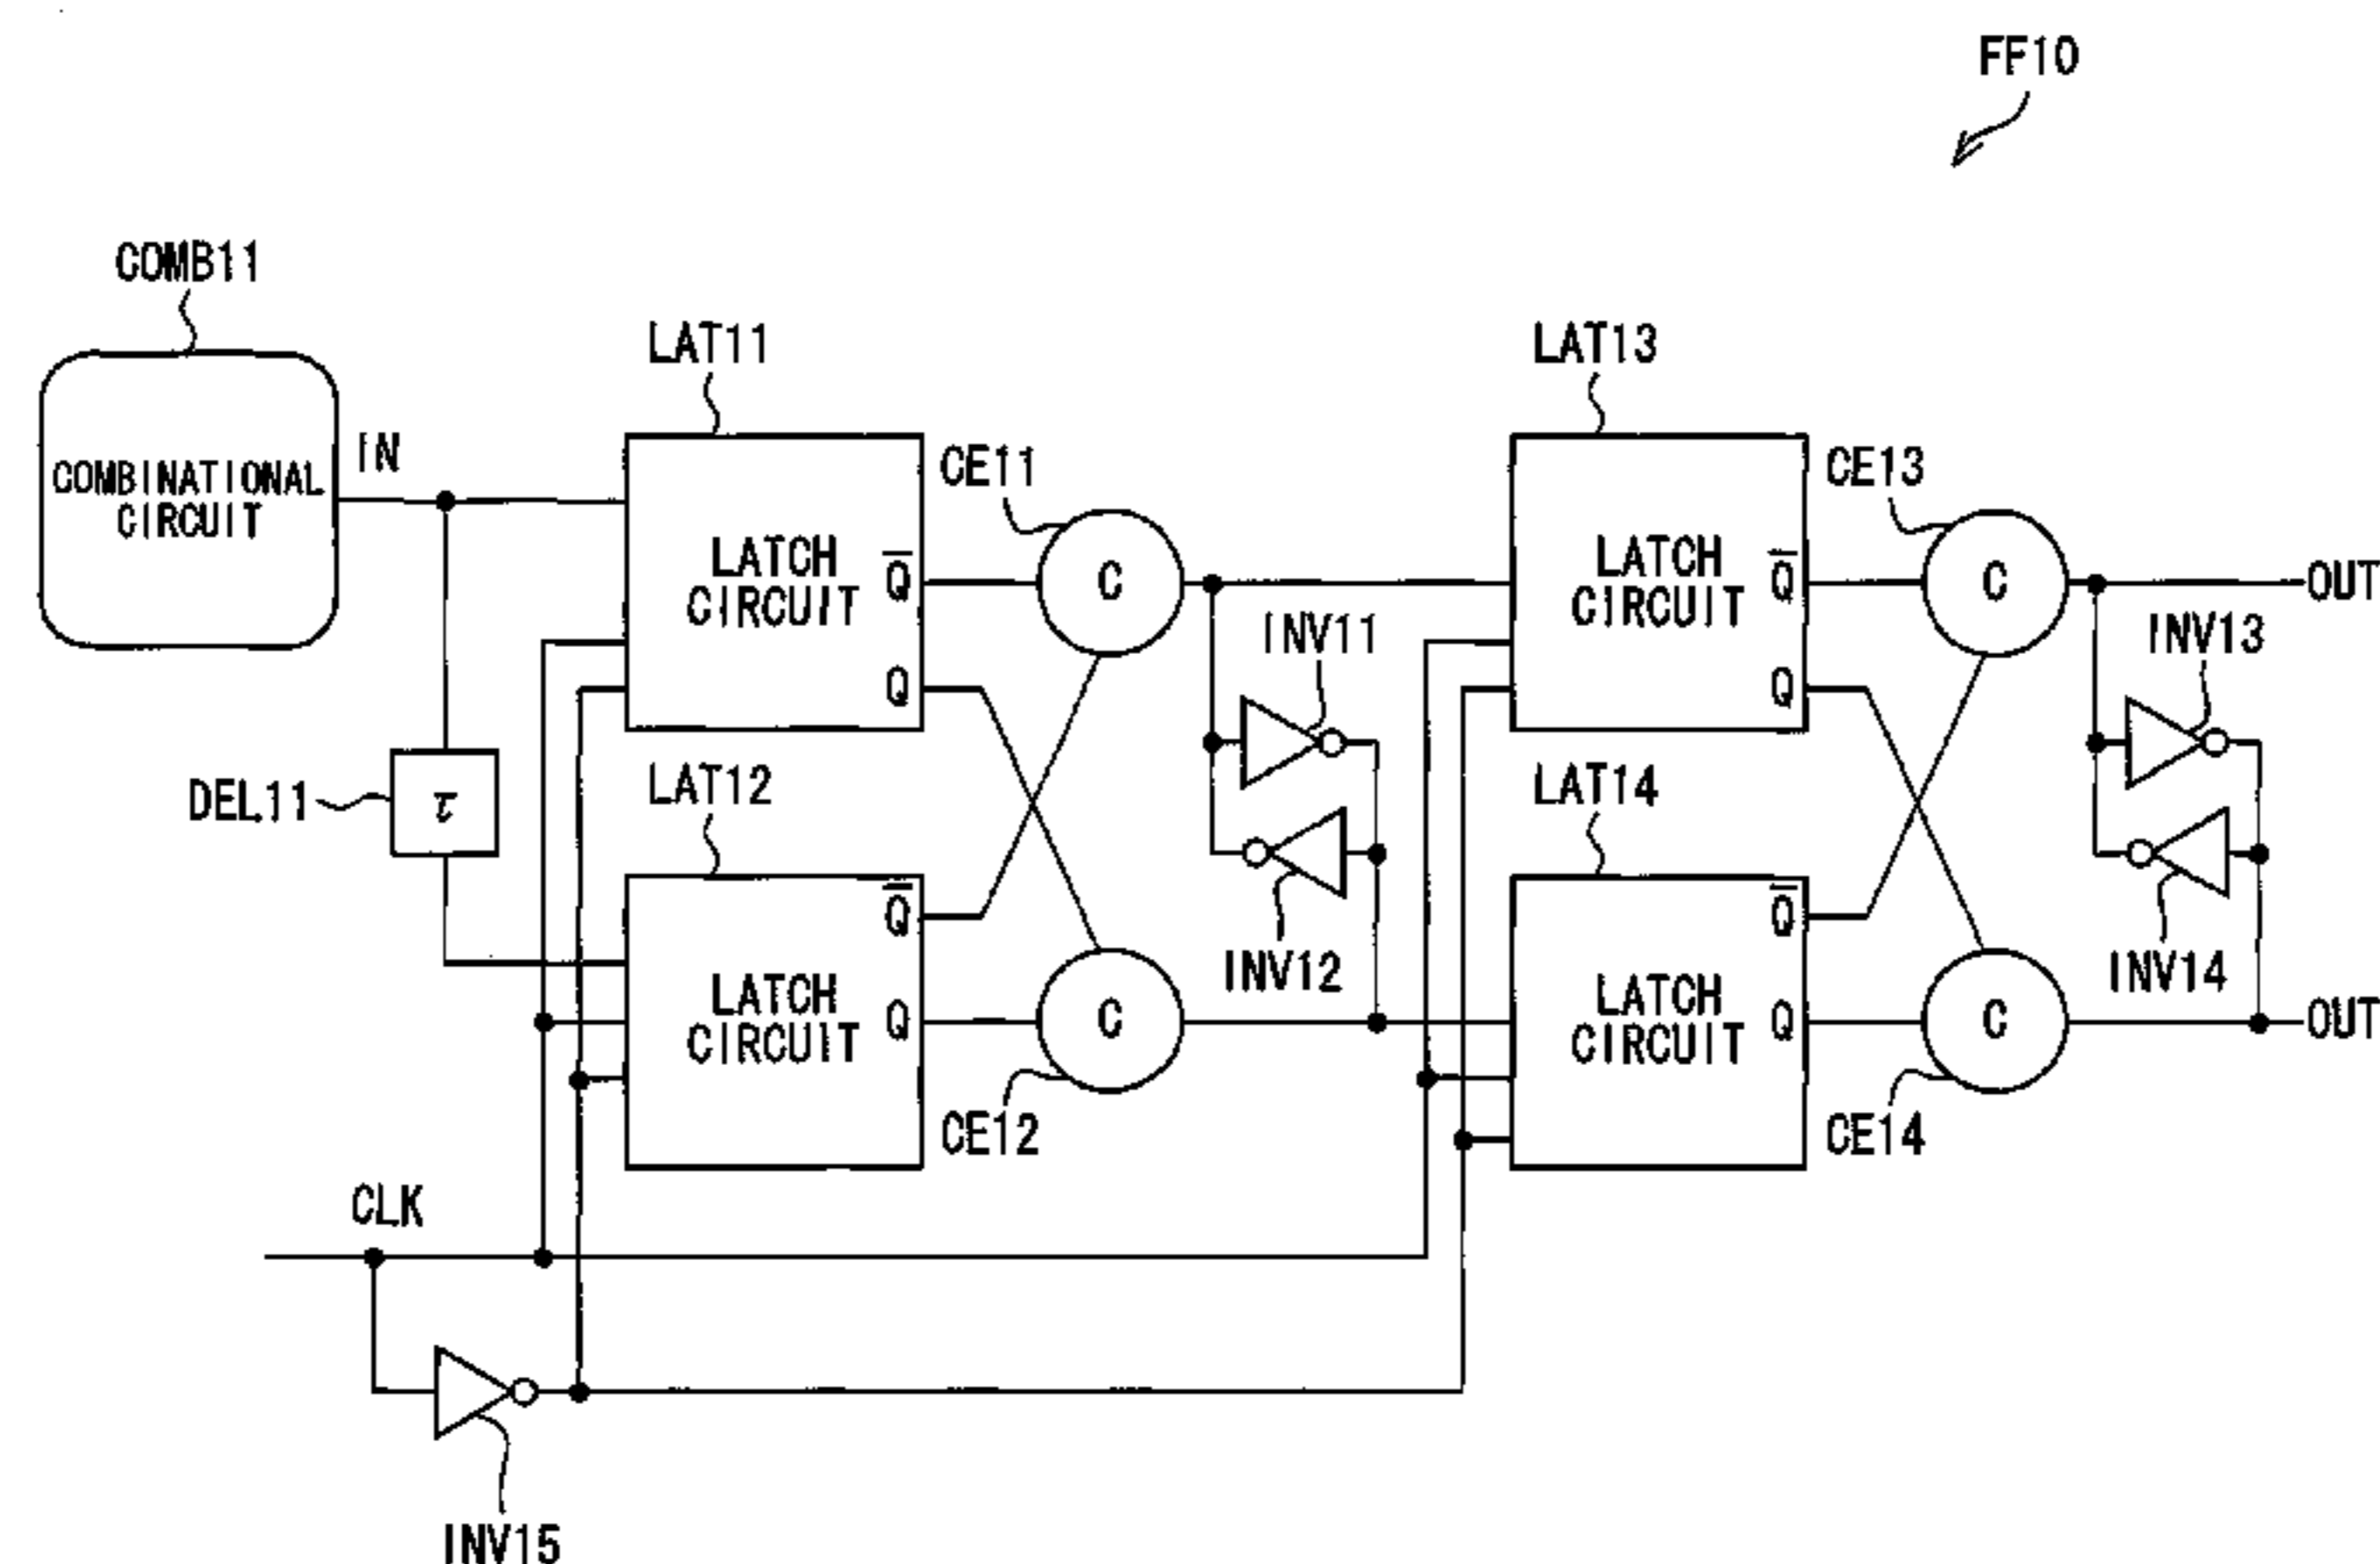 FF10
COMB11
COMBINATIONAL
CIRCUIT
IN
LAT11
LATCH
CIRCUIT
Q̅
Q
CE11
C
INV11
LAT13
LATCH
CIRCUIT
Q̅
Q
CE13
C
OUT
INV13
DEL11
τ
LAT12
LATCH
CIRCUIT
Q̅
Q
INV12
C
CE12
LAT14
LATCH
CIRCUIT
Q̅
Q
INV14
C
OUT
CE14
CLK
INV15